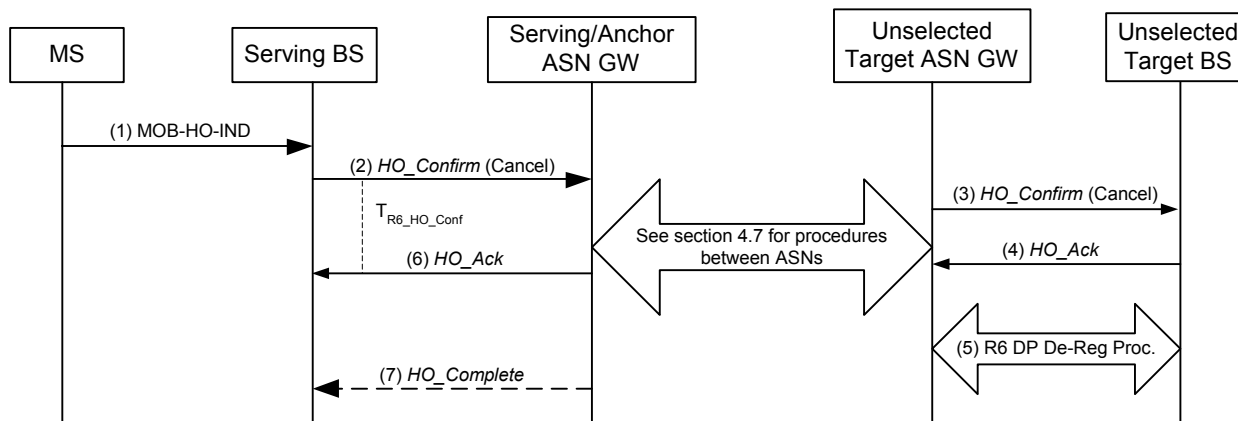 MS
Serving BS
Serving/Anchor
ASN GW
Unselected
Target ASN GW
Unselected
Target BS
(1) MOB-HO-IND
(2) HO_Confirm (Cancel)
(3) HO_Confirm (Cancel)
T_R6_HO_Conf
See section 4.7 for procedures
between ASNs
(4) HO_Ack
(6) HO_Ack
(5) R6 DP De-Reg Proc.
(7) HO_Complete